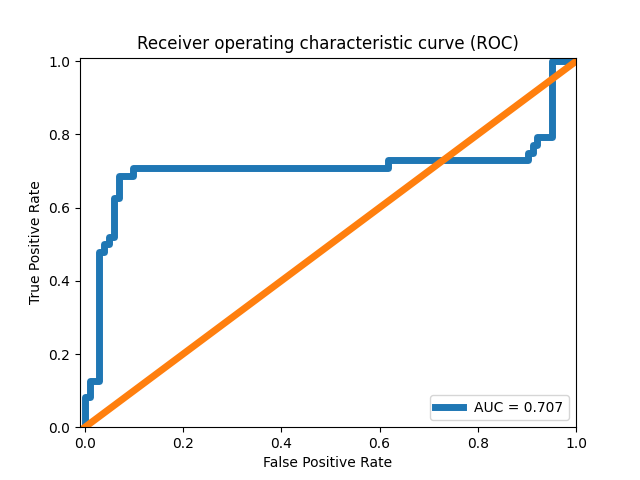 Receiver operating characteristic curve (ROC)
1.0
0.8
0.6
0.4
0.2
0.0
True Positive Rate
AUC = 0.707
0.0 0.2 0.4 0.6 0.8 1.0
False Positive Rate